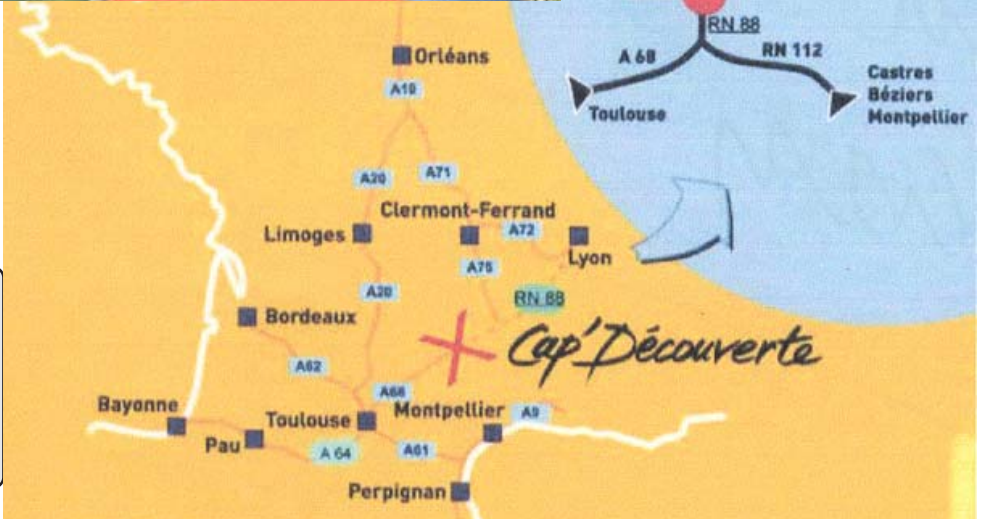 Orléans
A10
A20
A71
Clermont-Ferrand
Limoges
A72
Lyon
A75
A20
RN 88
Bordeaux
Cap'Découverte
A62
A68
Bayonne
Toulouse
Montpellier
A9
Pau
A 64
A61
Perpignan
RN 88
A 68
RN 112
Toulouse
Castres
Béziers
Montpellier